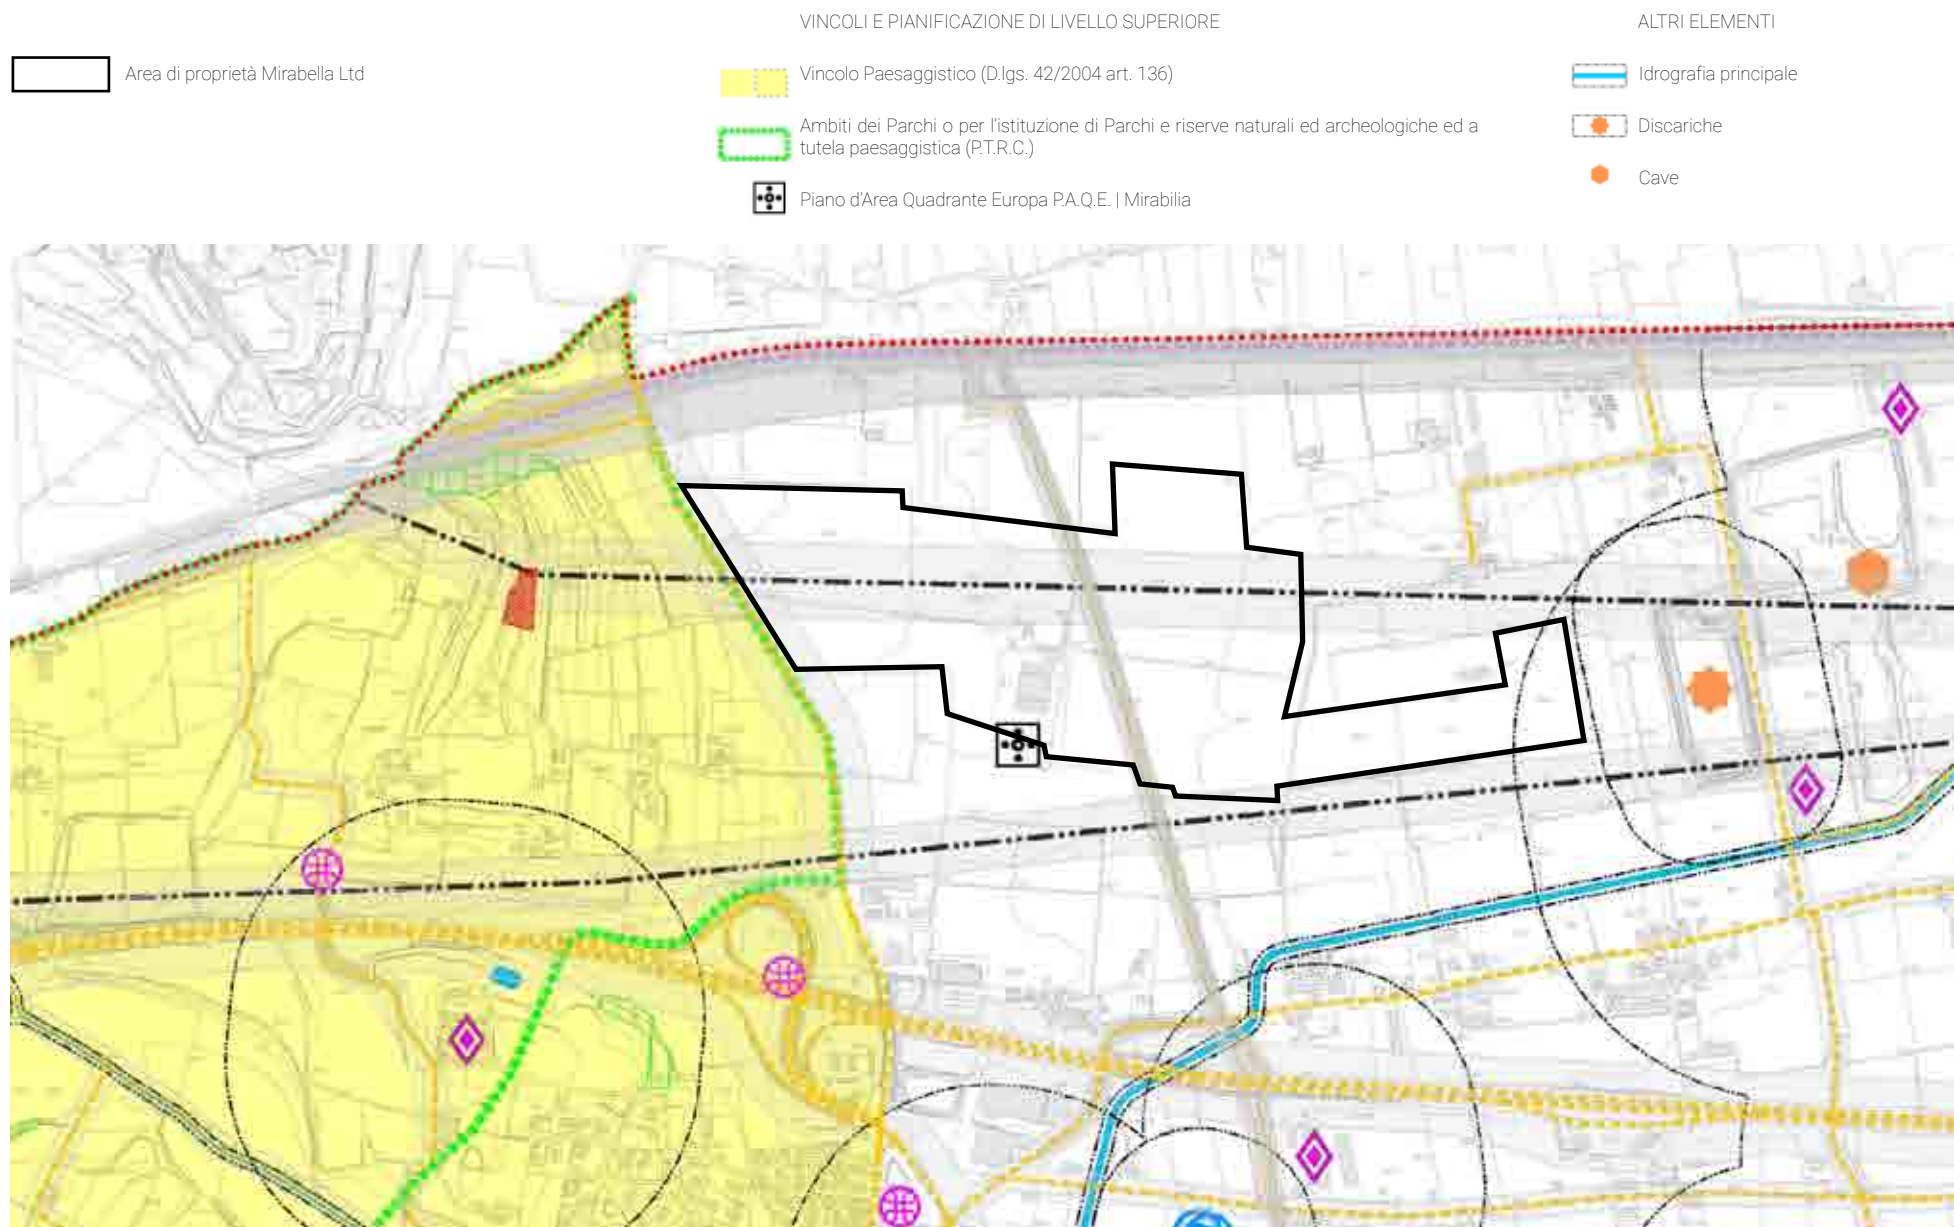 VINCOLI E PIANIFICAZIONE DI LIVELLO SUPERIORE
ALTRI ELEMENTI
Area di proprietà Mirabella Ltd
Vincolo Paesaggistico (D.lgs. 42/2004 art. 136)
Idrografia principale
Ambiti dei Parchi o per l'istituzione di Parchi e riserve naturali ed archeologiche ed a
tutela paesaggistica (P.T.R.C.)
Discariche
Cave
Piano d'Area Quadrante Europa P.A.Q.E. | Mirabilia